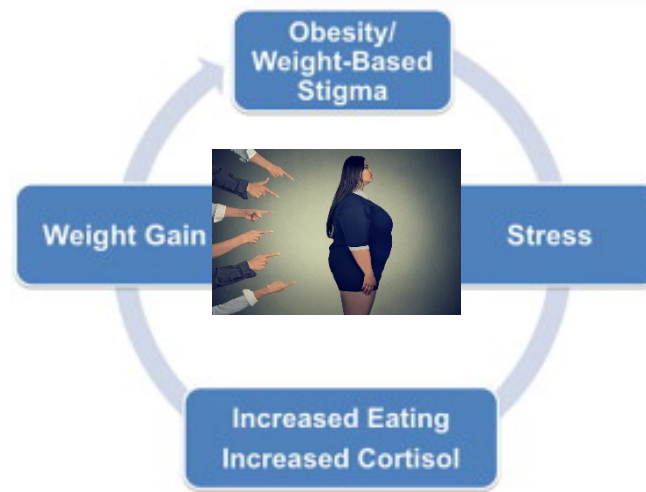 Obesity/
Weight-Based
Stigma
Weight Gain
Stress
Increased Eating
Increased Cortisol